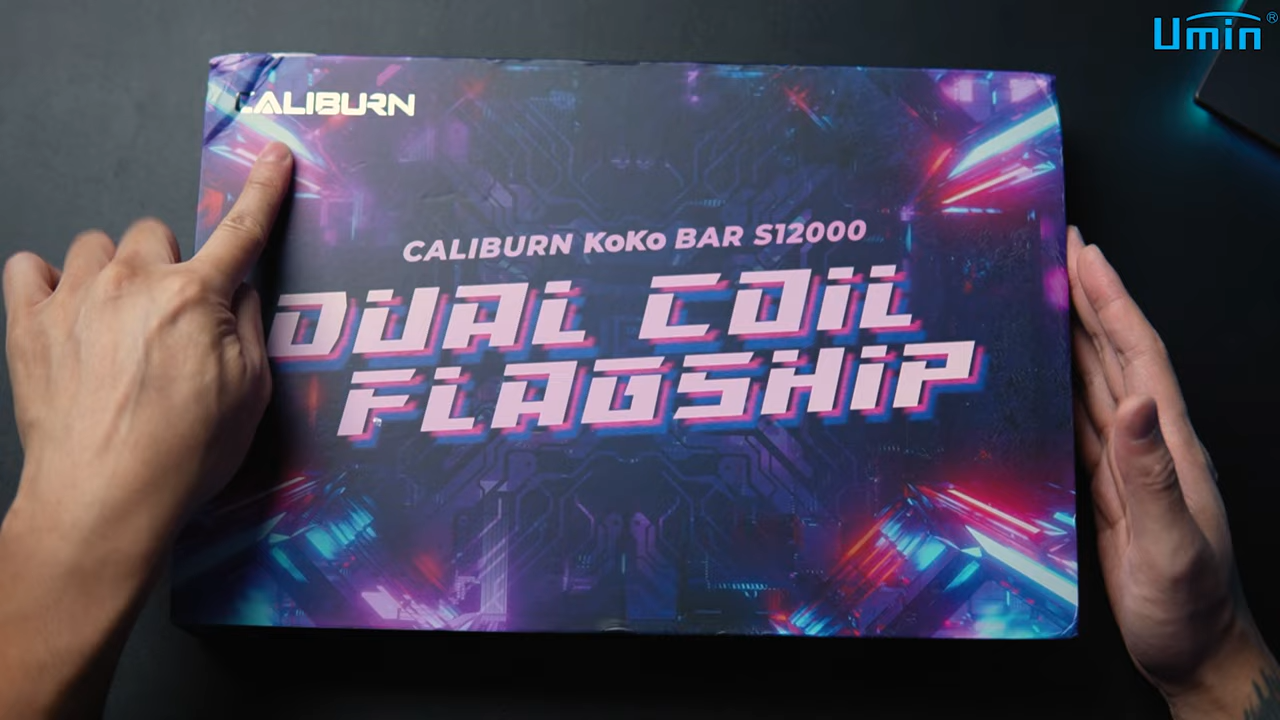 Umin®
CALIBURN
CALIBURN KoKo BAR S12000
DUAL COIL
FLAGSHIP